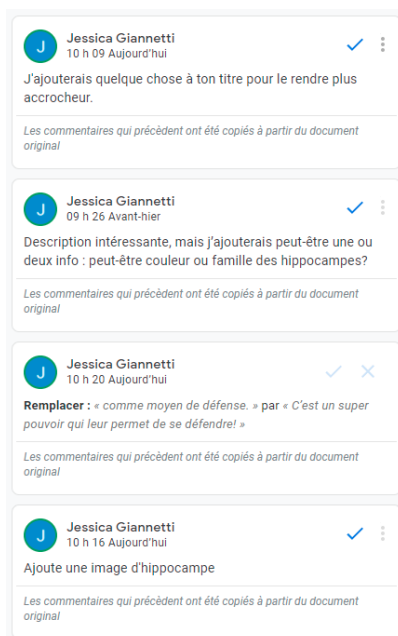 J
Jessica Giannetti
10 h 09 Aujourd'hui
J'ajouterais quelque chose à ton titre pour le rendre plus
accrocheur.
Les commentaires qui précèdent ont été copiés à partir du document
original
J
Jessica Giannetti
09 h 26 Avant-hier
Description intéressante, mais j'ajouterais peut-être une ou
deux info : peut-être couleur ou famille des hippocampes?
Les commentaires qui précèdent ont été copiés à partir du document
original
J
Jessica Giannetti
10 h 20 Aujourd'hui
Remplacer : « comme moyen de défense. » par « C'est un super
pouvoir qui leur permet de se défendre! »
Les commentaires qui précèdent ont été copiés à partir du document
original
J
Jessica Giannetti
10 h 16 Aujourd'hui
Ajoute une image d'hippocampe
Les commentaires qui précèdent ont été copiés à partir du document
original